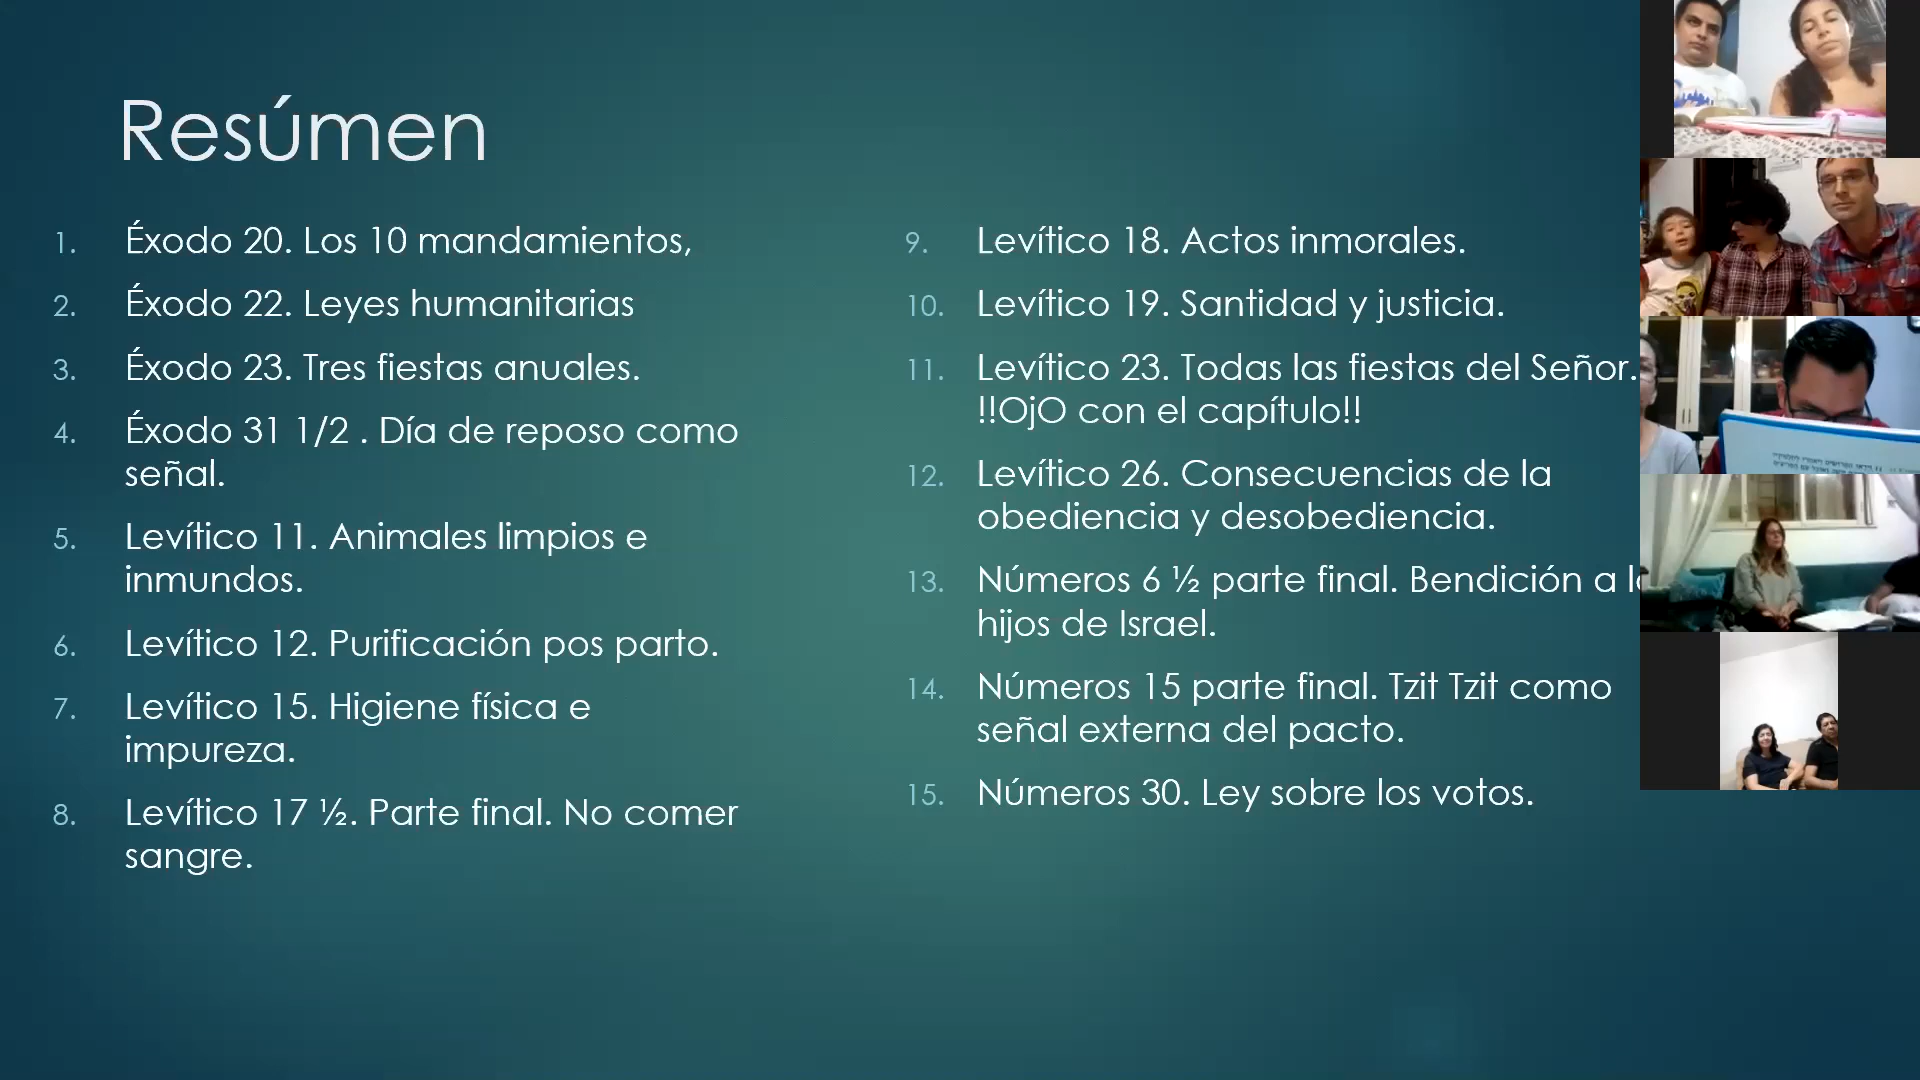 Resúmen
1. Éxodo 20. Los 10 mandamientos,
2. Éxodo 22. Leyes humanitarias
3. Éxodo 23. Tres fiestas anuales.
4. Éxodo 31 1/2 . Día de reposo como
señal.
5. Levítico 11. Animales limpios e
inmundos.
6. Levítico 12. Purificación pos parto.
7. Levítico 15. Higiene física e
impureza.
8. Levítico 17 ½. Parte final. No comer
sangre.
9. Levítico 18. Actos inmorales.
10. Levítico 19. Santidad y justicia.
11. Levítico 23. Todas las fiestas del Señor.
!!OjO con el capítulo!!
12. Levítico 26. Consecuencias de la
obediencia y desobediencia.
13. Números 6 ½ parte final. Bendición a
hijos de Israel.
14. Números 15 parte final. Tzit Tzit como
señal externa del pacto.
15. Números 30. Ley sobre los votos.